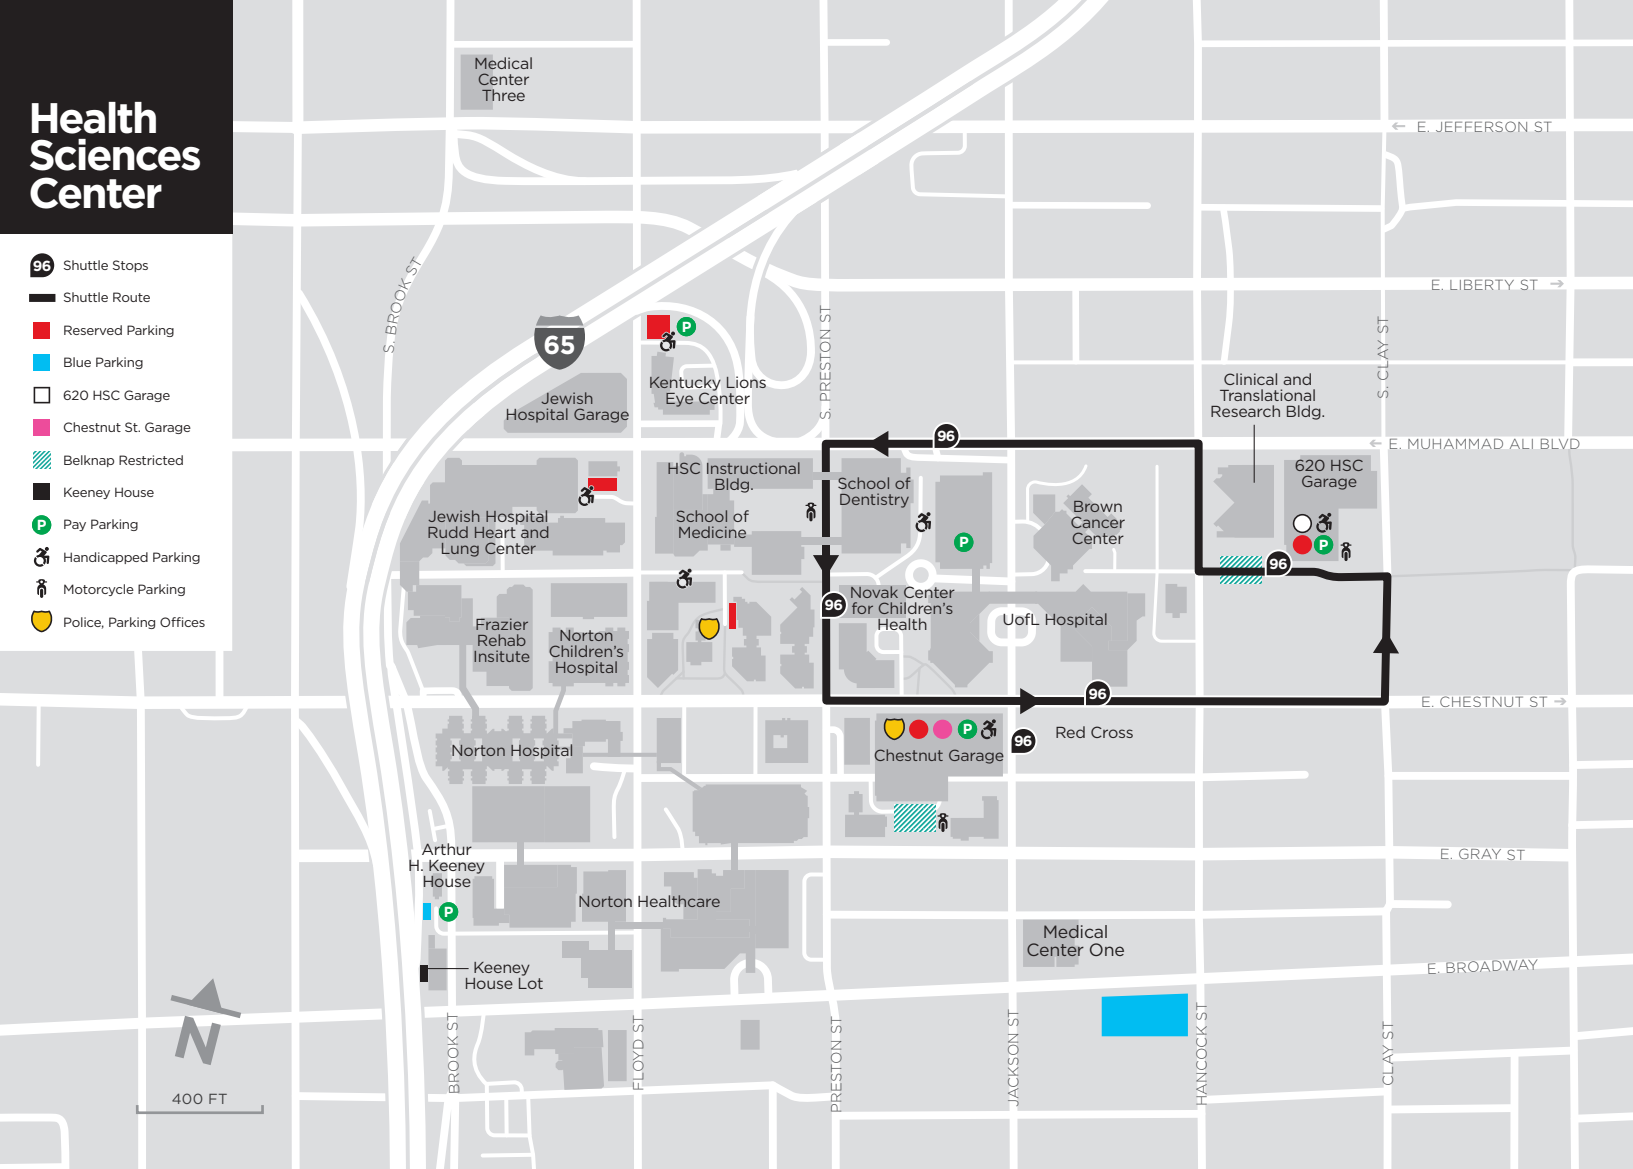 Health
Sciences
Center
96 Shuttle Stops
Shuttle Route
Reserved Parking
Blue Parking
620 HSC Garage
Chestnut St. Garage
Belknap Restricted
Keeney House
P Pay Parking
Handicapped Parking
Motorcycle Parking
Police, Parking Offices
Medical
Center
Three
E. JEFFERSON ST
S. BROOK ST
E. LIBERTY ST
65
P
S. PRESTON ST
S. CLAY ST
Kentucky Lions
Eye Center
Jewish
Hospital Garage
Clinical and
Translational
Research Bldg.
96
E. MUHAMMAD ALI BLVD
HSC Instructional
Bldg.
School of
Dentistry
620 HSC
Garage
Jewish Hospital
Rudd Heart and
Lung Center
School of
Medicine
Brown
Cancer
Center
P
P
96
96
Novak Center
for Children's
Health
UofL Hospital
Frazier
Rehab
Insitute
Norton
Children's
Hospital
96
E. CHESTNUT ST
P
96
Red Cross
Chestnut Garage
Norton Hospital
Arthur
H. Keeney
House
E. GRAY ST
P
Norton Healthcare
Medical
Center One
Keeney
House Lot
E. BROADWAY
N
400 FT
BROOK ST
FLOYD ST
PRESTON ST
JACKSON ST
HANCOCK ST
CLAY ST